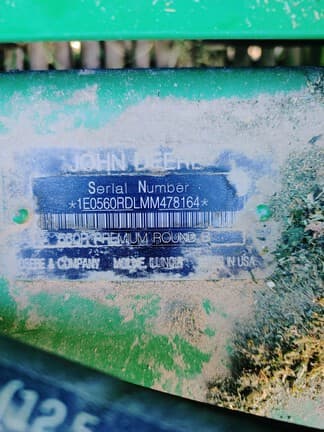 JOHN DEERE
Serial Number
*1E0560RDLMM478164*
560R PREMIUM ROUND B
DEERE & COMPANY MOLINE, ILLINOIS IN USA